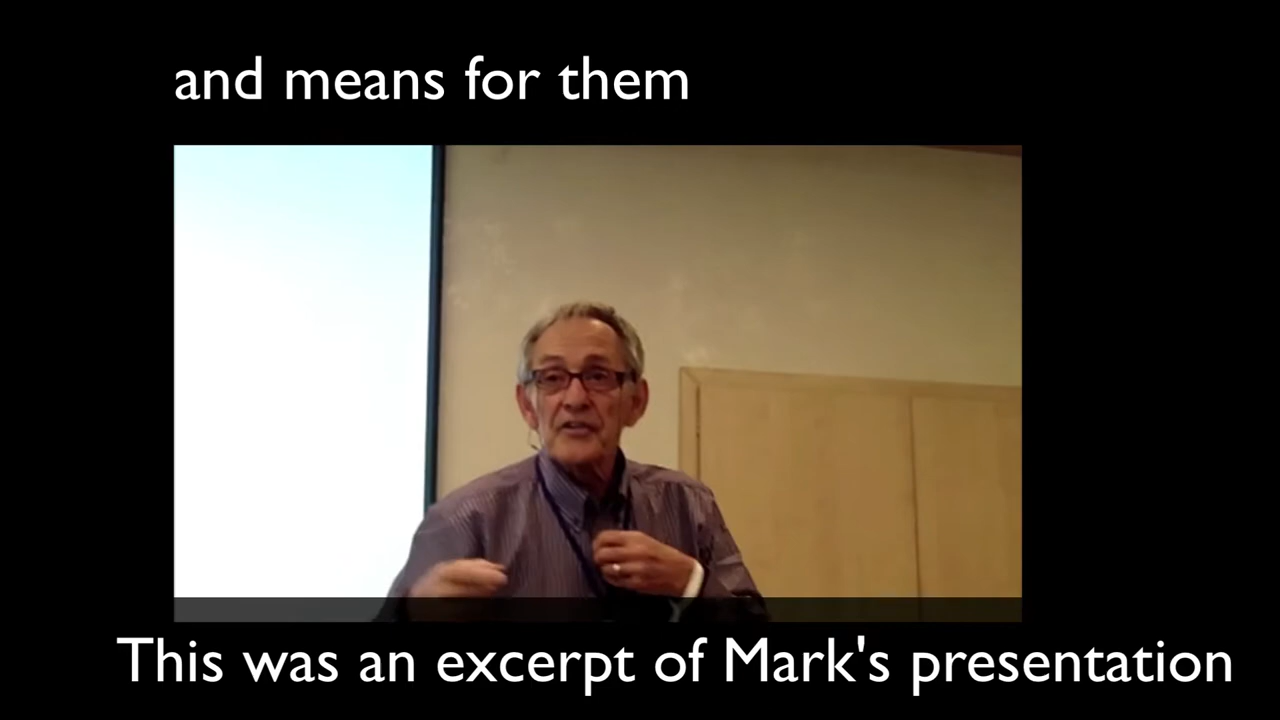 and means for them
This was an excerpt of Mark's presentation